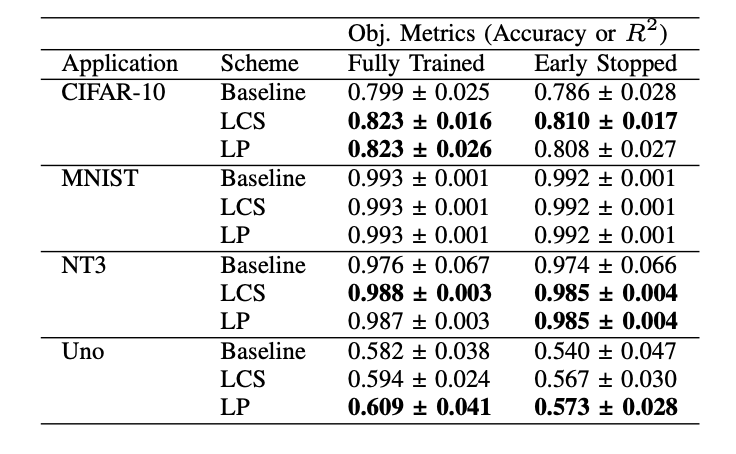 Obj. Metrics (Accuracy or R²)
Application Scheme Fully Trained Early Stopped
CIFAR-10 Baseline 0.799 ± 0.025 0.786 ± 0.028
LCS 0.823 ± 0.016 0.810 ± 0.017
LP 0.823 ± 0.026 0.808 ± 0.027
MNIST Baseline 0.993 ± 0.001 0.992 ± 0.001
LCS 0.993 ± 0.001 0.992 ± 0.001
LP 0.993 ± 0.001 0.992 ± 0.001
NT3 Baseline 0.976 ± 0.067 0.974 ± 0.066
LCS 0.988 ± 0.003 0.985 ± 0.004
LP 0.987 ± 0.003 0.985 ± 0.004
Uno Baseline 0.582 ± 0.038 0.540 ± 0.047
LCS 0.594 ± 0.024 0.567 ± 0.030
LP 0.609 ± 0.041 0.573 ± 0.028